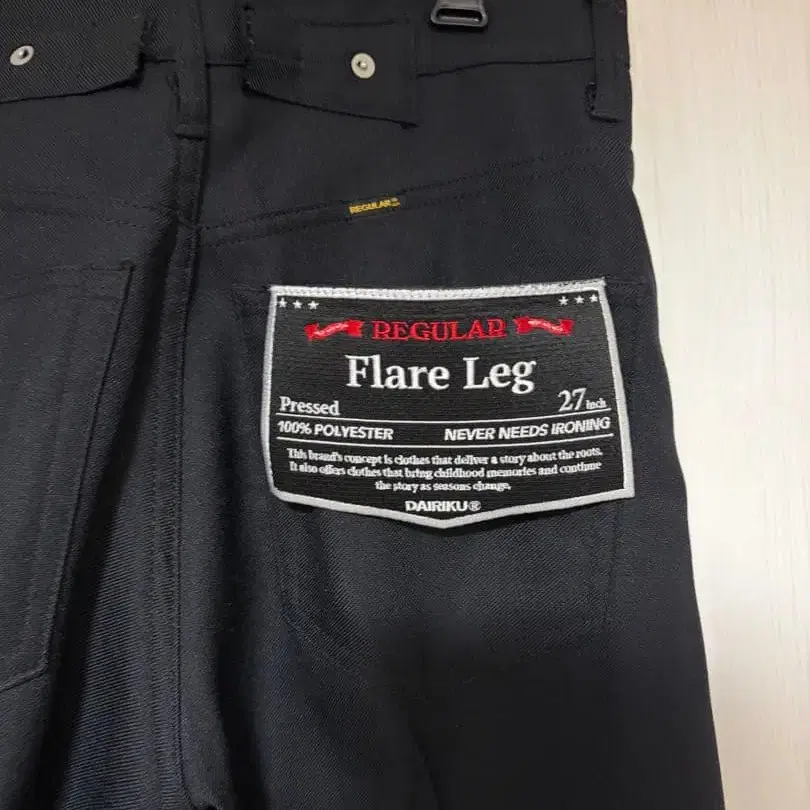 REGULAR
REGULAR
Flare Leg
Pressed 27 Inch
100% POLYESTER NEVER NEEDS IRONING
This brand's concept is clothes that deliver a story about the roots.
It also offers clothes that bring childhood memories and continue
the story as seasons change.
DAIRIKU®